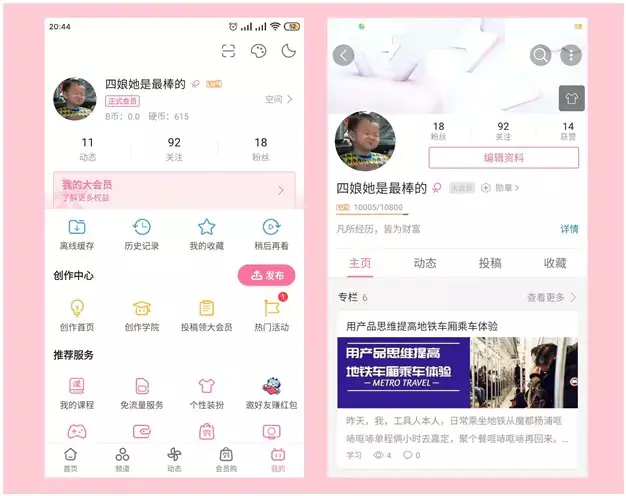 20:44
四娘她是最棒的
正式会员
B币：0.0 硬币：615
空间
11
动态
92
关注
18
粉丝
我的大会员
了解更多权益
离线缓存
历史记录
我的收藏
稍后再看
创作中心
发布
创作首页
创作学院
投稿领大会员
热门活动
1
推荐服务
我的课程
免流量服务
个性装扮
邀好友赚红包
首页
频道
动态
会员购
我的
18
粉丝
92
关注
14
获赞
编辑资料
四娘她是最棒的
大会员
勋章
10005/10800
凡所经历，皆为财富
详情
主页
动态
投稿
收藏
专栏 6
查看更多
用产品思维提高地铁车厢乘车体验
用产品思维提高
地铁车厢乘车体验
METRO TRAVEL
昨天，我，工具人本人，日常乘坐地铁从魔都杨浦哐
哧哐哧单程俩小时去嘉定，聚个餐哐哧哐哧再回来。...
学习
4
0